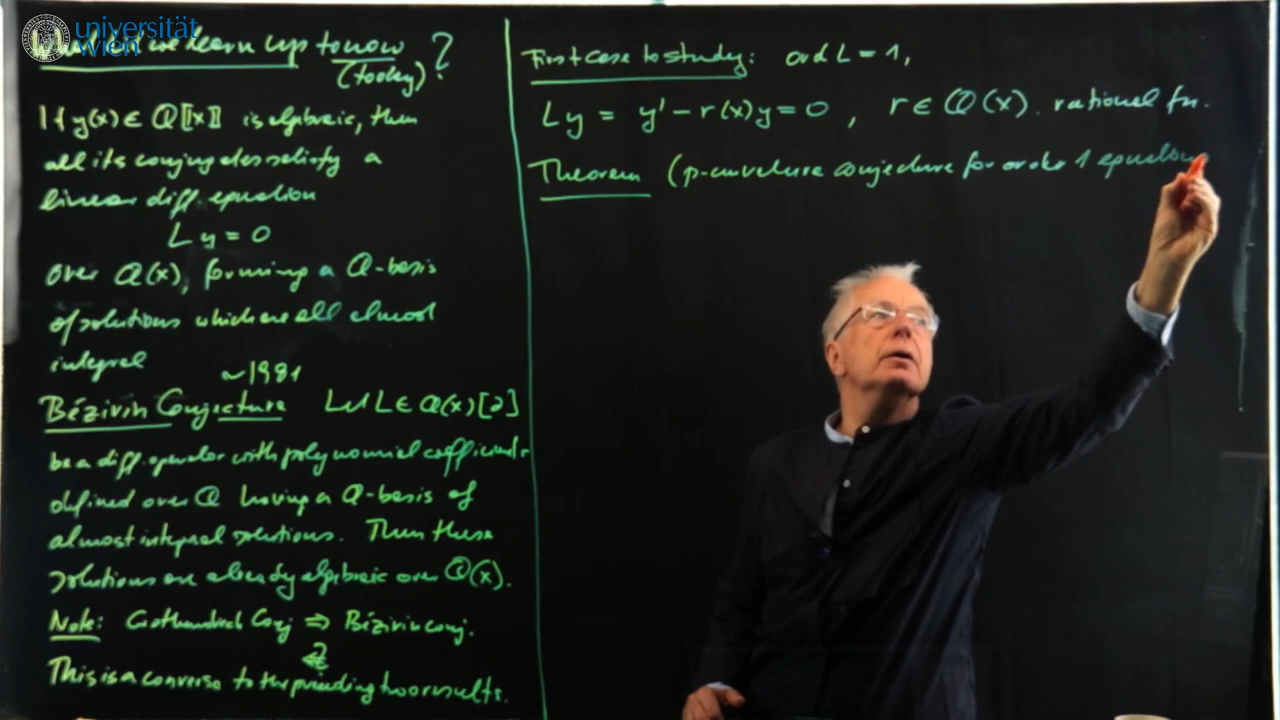 universität
wien
we learn up to now
(today) ?
If y(x) ∈ Q[[x]] is algebraic, then
all its conjugates satisfy a
linear diff. equation
Ly = 0
over Q(x), forming a Q-basis
of solutions which are all almost
integral
~1981
Bézivin Conjecture Let L ∈ Q(x)[∂]
be a diff. operator with polynomial coefficients
defined over Q having a Q-basis of
almost integral solutions. Then these
solutions are already algebraic over Q(x).
Note: Grothendieck Conj ⇒ Bézivin conj.
?
⇐
This is a converse to the preceding two results.
First case to study: ord L = 1,
Ly = y' - r(x)y = 0, r ∈ Q(x). rational fn.
Theorem (p-curvature conjecture for order 1 equations